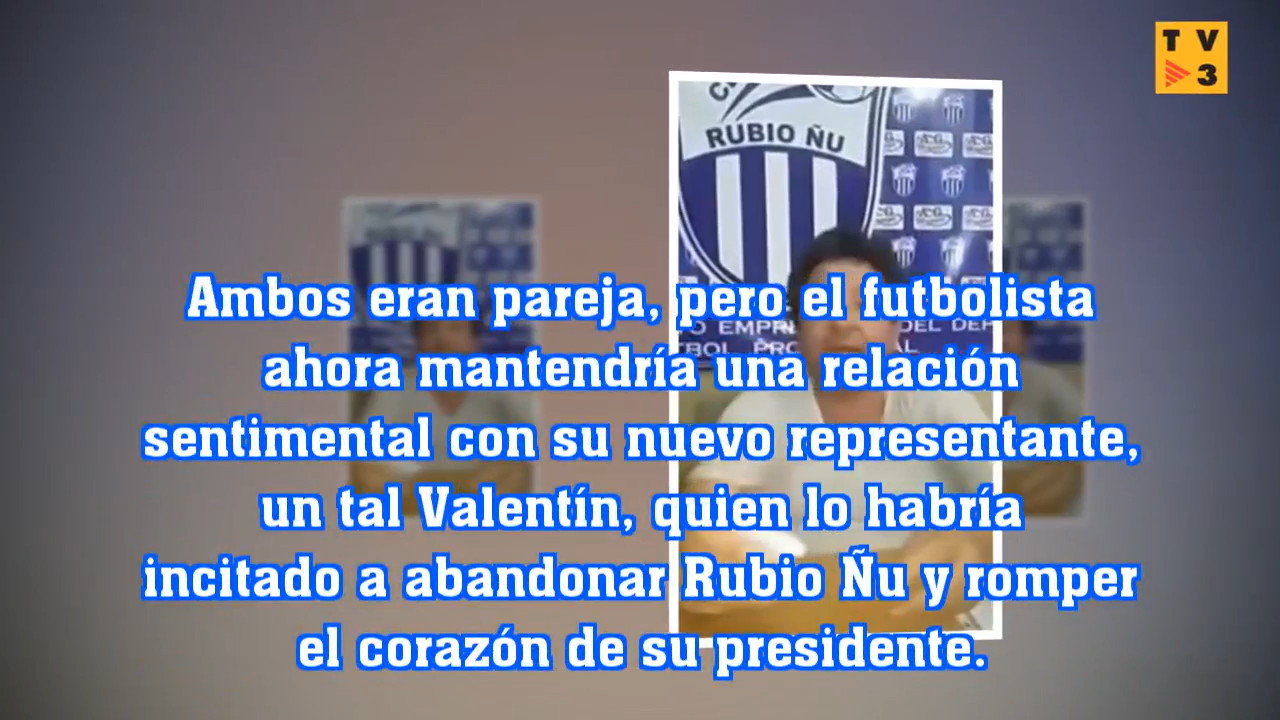 T V
3
RUBIO ÑU
Ambos eran pareja, pero el futbolista
ahora mantendría una relación
sentimental con su nuevo representante,
un tal Valentín, quien lo habría
incitado a abandonar Rubio Ñu y romper
el corazón de su presidente.